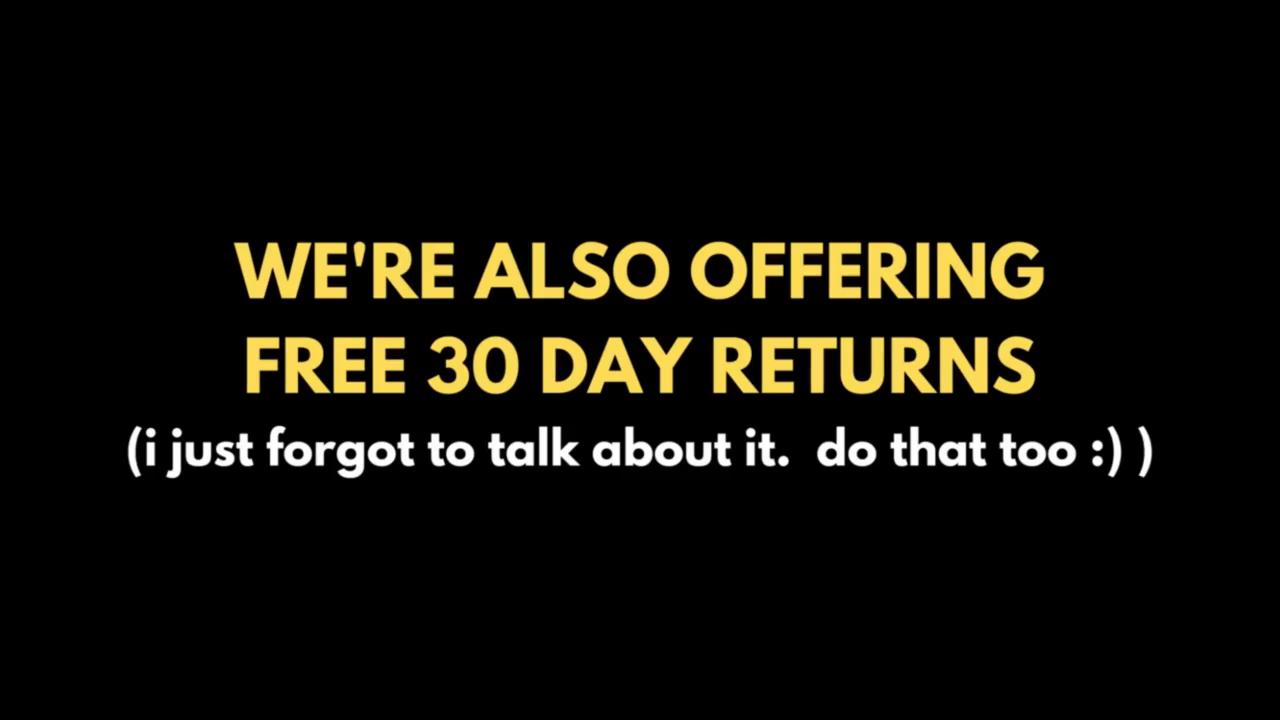 WE'RE ALSO OFFERING
FREE 30 DAY RETURNS
(i just forgot to talk about it.  do that too :) )